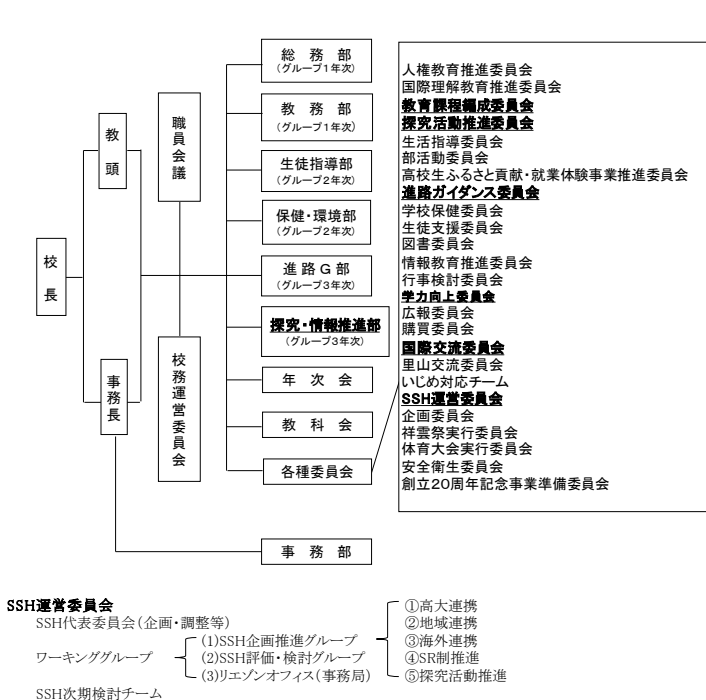 校長
教頭
事務長
職員会議
校務運営委員会
総務部
(グループ1年次)
教務部
(グループ1年次)
生徒指導部
(グループ2年次)
保健・環境部
(グループ2年次)
進路G部
(グループ3年次)
探究・情報推進部
(グループ3年次)
年次会
教科会
各種委員会
事務部
人権教育推進委員会
国際理解教育推進委員会
教育課程編成委員会
探究活動推進委員会
生活指導委員会
部活動委員会
高校生ふるさと貢献・就業体験事業推進委員会
進路ガイダンス委員会
学校保健委員会
生徒支援委員会
図書委員会
情報教育推進委員会
行事検討委員会
学力向上委員会
広報委員会
購買委員会
国際交流委員会
里山交流委員会
いじめ対応チーム
SSH運営委員会
企画委員会
祥雲祭実行委員会
体育大会実行委員会
安全衛生委員会
創立20周年記念事業準備委員会
SSH運営委員会
SSH代表委員会(企画・調整等)
ワーキンググループ
(1)SSH企画推進グループ
(2)SSH評価・検討グループ
(3)リエゾンオフィス(事務局)
①高大連携
②地域連携
③海外連携
④SR制推進
⑤探究活動推進
SSH次期検討チーム